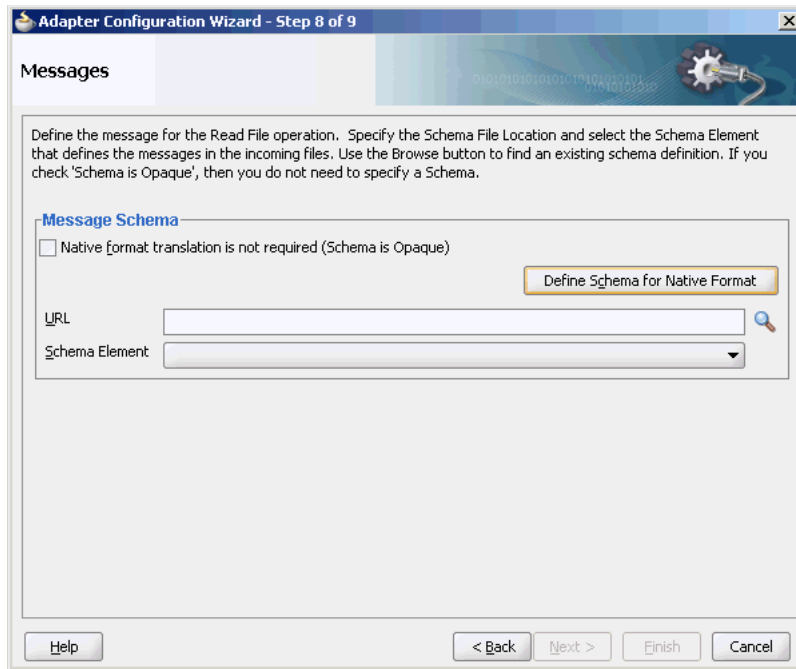 Adapter Configuration Wizard - Step 8 of 9
Messages
Define the message for the Read File operation.  Specify the Schema File Location and select the Schema Element
that defines the messages in the incoming files. Use the Browse button to find an existing schema definition. If you
check 'Schema is Opaque', then you do not need to specify a Schema.
Message Schema
Native format translation is not required (Schema is Opaque)
Define Schema for Native Format
URL
Schema Element
Help
< Back
Next >
Finish
Cancel